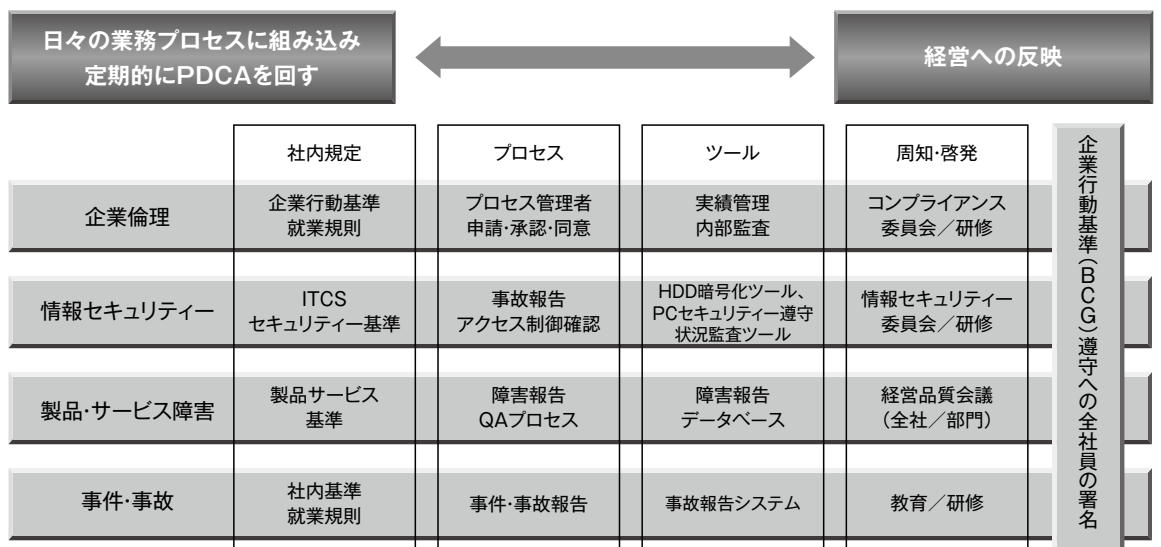 日々の業務プロセスに組み込み
定期的にPDCAを回す
経営への反映
社内規定
プロセス
ツール
周知・啓発
企業倫理
企業行動基準
就業規則
プロセス管理者
申請・承認・同意
実績管理
内部監査
コンプライアンス
委員会／研修
情報セキュリティー
ITCS
セキュリティー基準
事故報告
アクセス制御確認
HDD暗号化ツール、
PCセキュリティー遵守
状況監査ツール
情報セキュリティー
委員会／研修
製品・サービス障害
製品サービス
基準
障害報告
QAプロセス
障害報告
データベース
経営品質会議
（全社／部門）
事件・事故
社内基準
就業規則
事件・事故報告
事故報告システム
教育／研修
企業行動基準（BCG）遵守への全社員の署名